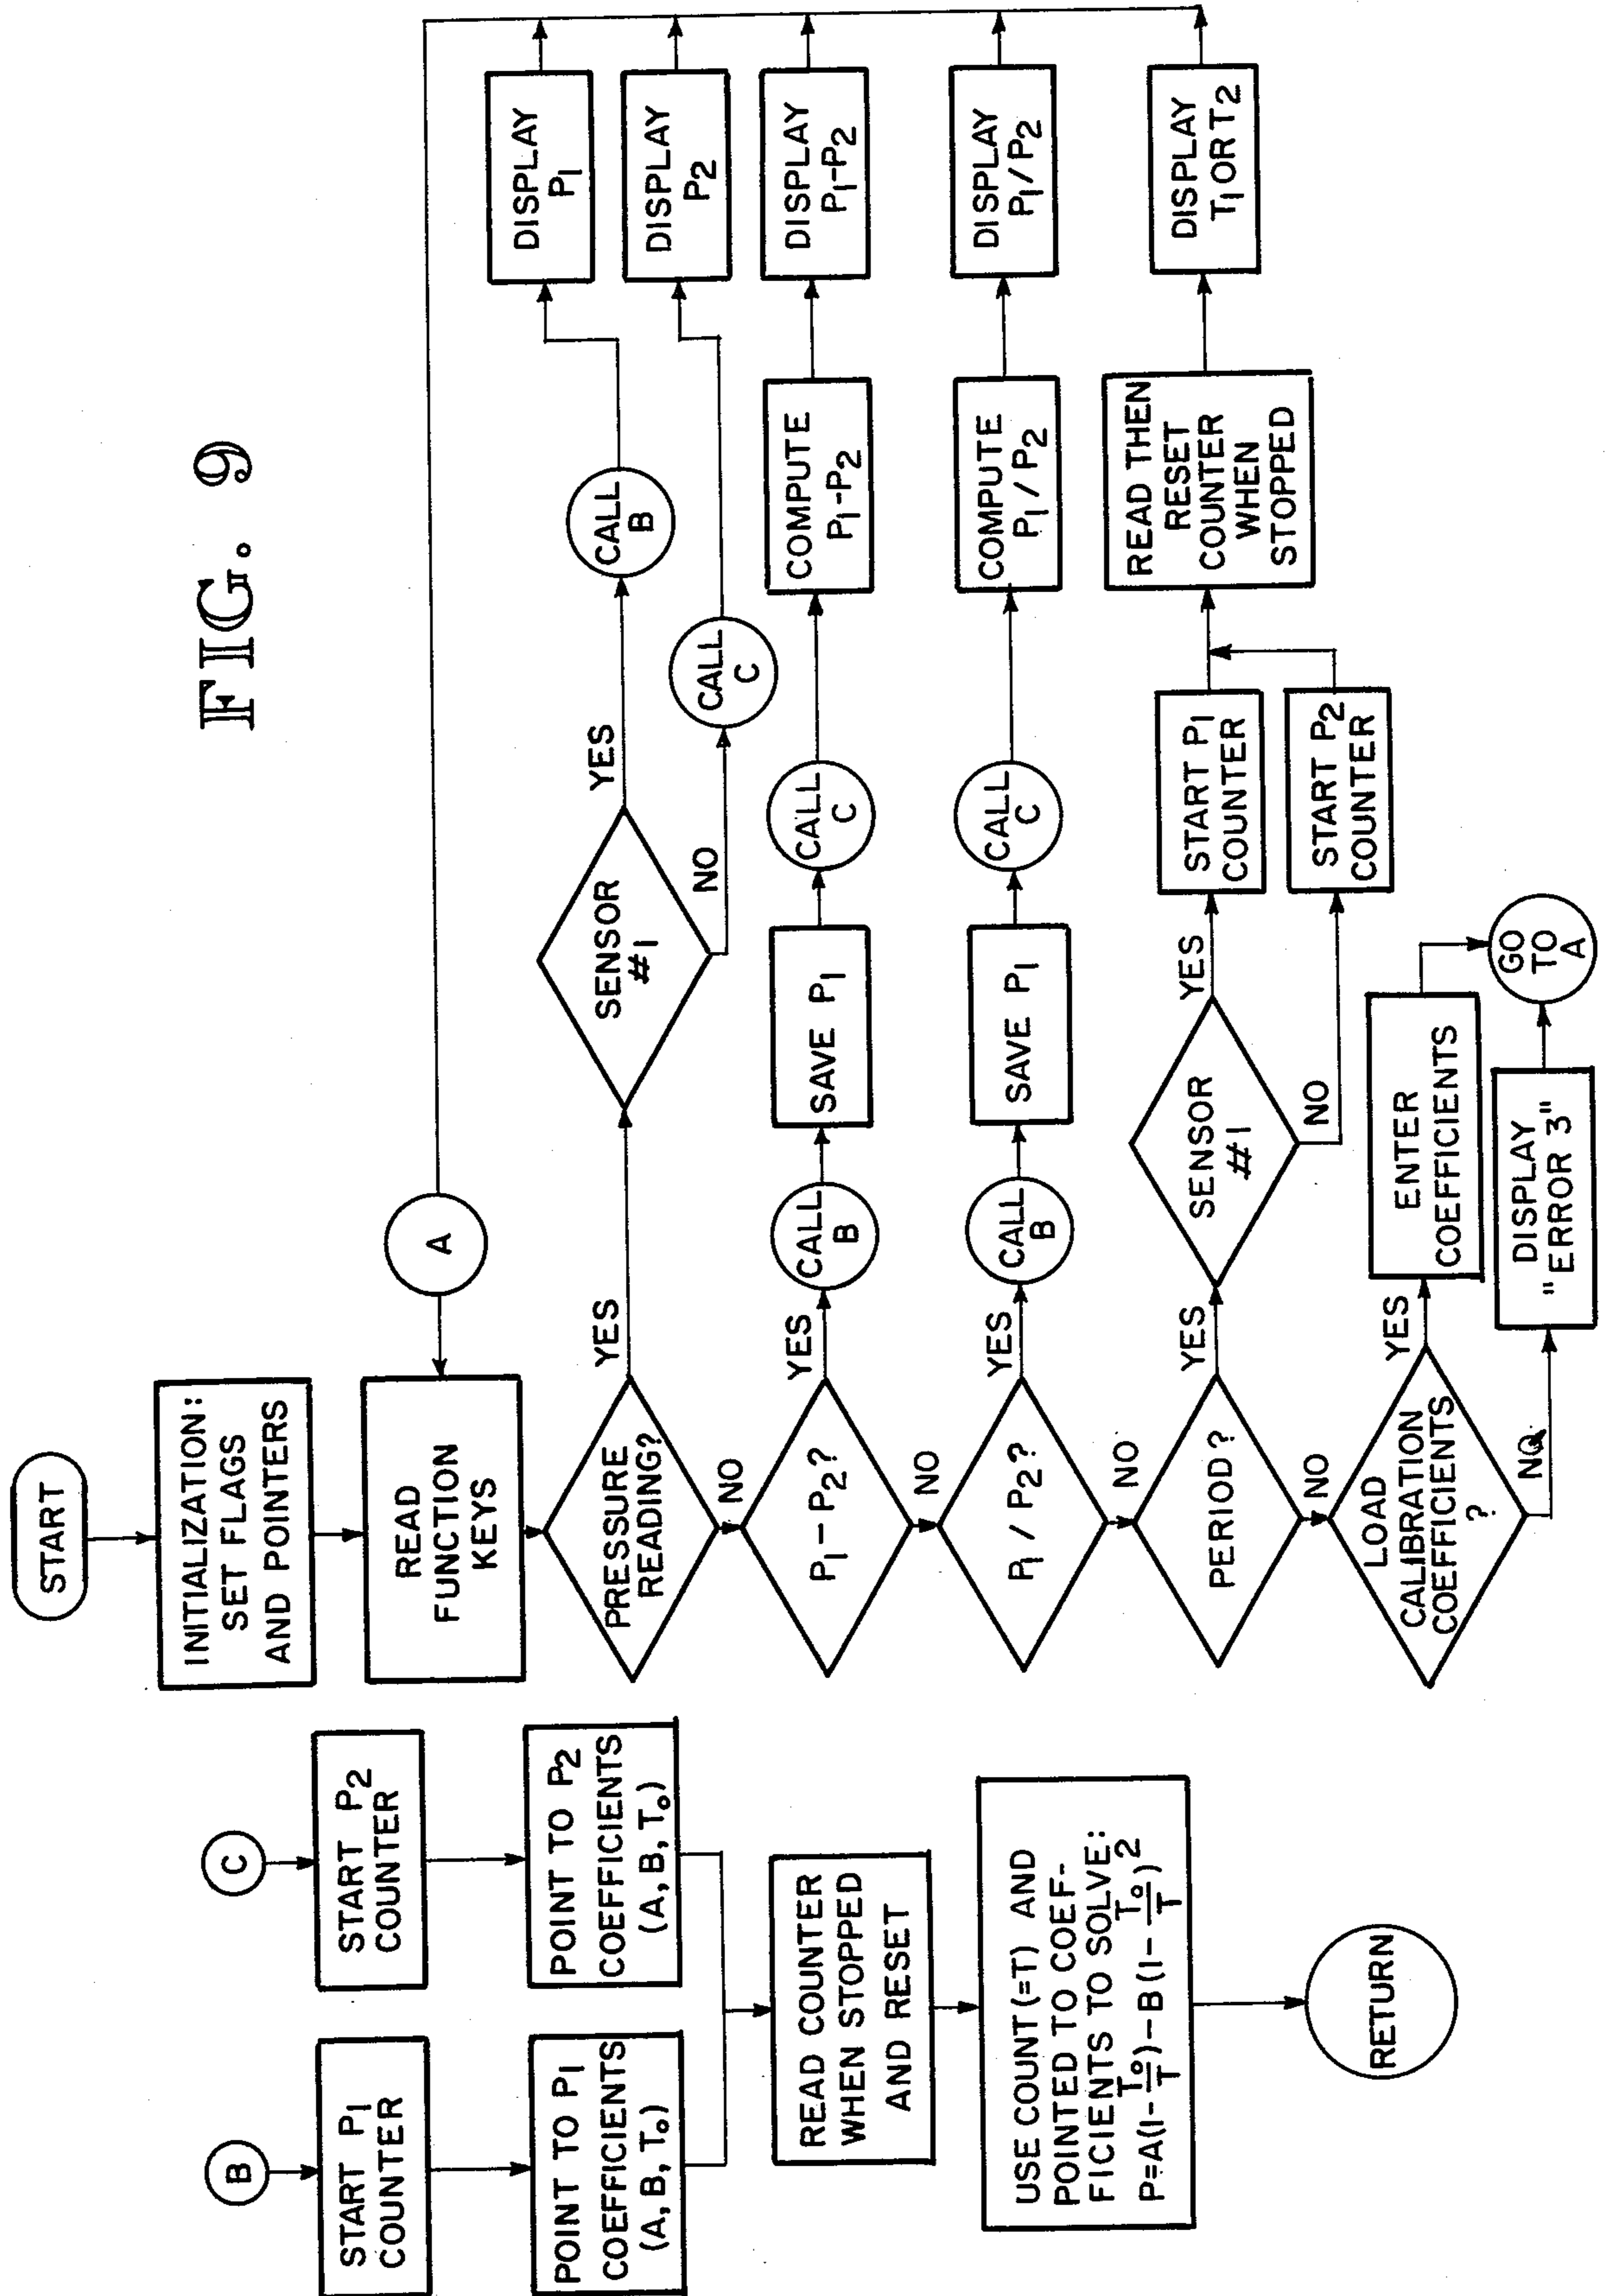 FIG. 9
START
INITIALIZATION:
SET FLAGS
AND POINTERS
A
READ
FUNCTION
KEYS
PRESSURE
READING?
YES
NO
SENSOR
#1
YES
NO
CALL
B
CALL
C
DISPLAY
P1
DISPLAY
P2
P1-P2?
YES
NO
CALL
B
SAVE P1
CALL
C
COMPUTE
P1-P2
DISPLAY
P1-P2
P1/P2?
YES
NO
CALL
B
SAVE P1
CALL
C
COMPUTE
P1/P2
DISPLAY
P1/P2
PERIOD?
YES
NO
SENSOR
#1
YES
NO
START P1
COUNTER
START P2
COUNTER
READ THEN
RESET
COUNTER
WHEN
STOPPED
DISPLAY
T1 OR T2
LOAD
CALIBRATION
COEFFICIENTS
?
YES
NO
ENTER
COEFFICIENTS
DISPLAY
"ERROR 3"
GO
TO
A
B
START P1
COUNTER
POINT TO P1
COEFFICIENTS
(A, B, To)
C
START P2
COUNTER
POINT TO P2
COEFFICIENTS
(A, B, To)
READ COUNTER
WHEN STOPPED
AND RESET
USE COUNT (=T) AND
POINTED TO COEF-
FICIENTS TO SOLVE:
P=A(1-To/T)-B(1-To/T)2
RETURN